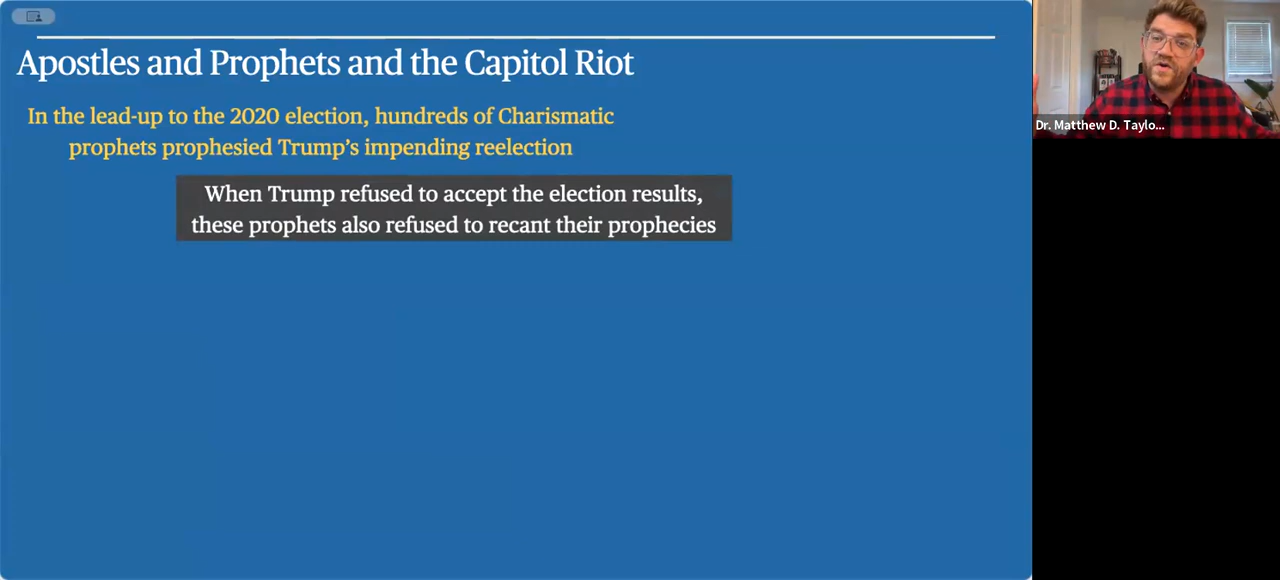 Apostles and Prophets and the Capitol Riot
In the lead-up to the 2020 election, hundreds of Charismatic
prophets prophesied Trump’s impending reelection
When Trump refused to accept the election results,
these prophets also refused to recant their prophecies
Dr. Matthew D. Taylo...